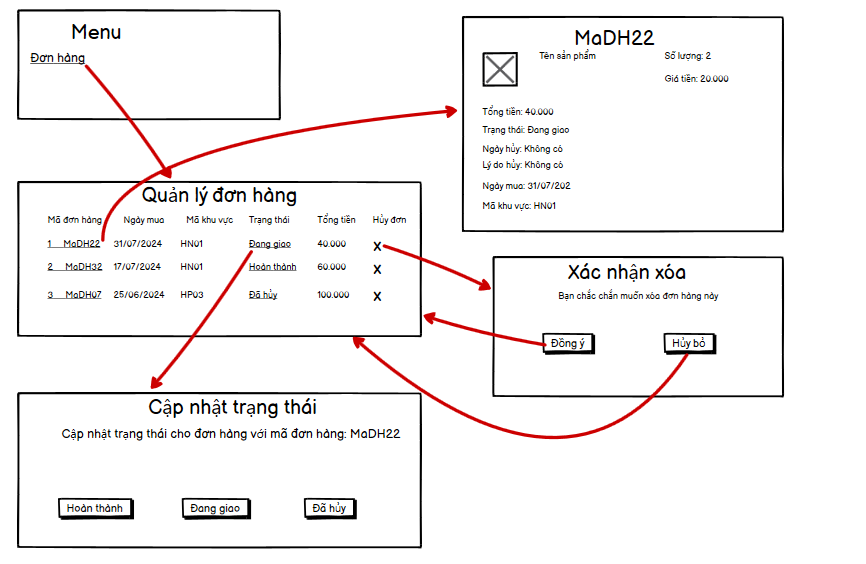 Menu
Đơn hàng
MaDH22
Tên sản phẩm
Số lượng: 2
Giá tiền: 20.000
Tổng tiền: 40.000
Trạng thái: Đang giao
Ngày hủy: Không có
Lý do hủy: Không có
Ngày mua: 31/07/202
Mã khu vực: HN01
Quản lý đơn hàng
Mã đơn hàng Ngày mua Mã khu vực Trạng thái Tổng tiền Hủy đơn
1 MaDH22 31/07/2024 HN01 Đang giao 40.000 X
2 MaDH32 17/07/2024 HN01 Hoàn thành 60.000 X
3 MaDH07 25/06/2024 HP03 Đã hủy 100.000 X
Xác nhận xóa
Bạn chắc chắn muốn xóa đơn hàng này
Đồng ý Hủy bỏ
Cập nhật trạng thái
Cập nhật trạng thái cho đơn hàng với mã đơn hàng: MaDH22
Hoàn thành Đang giao Đã hủy